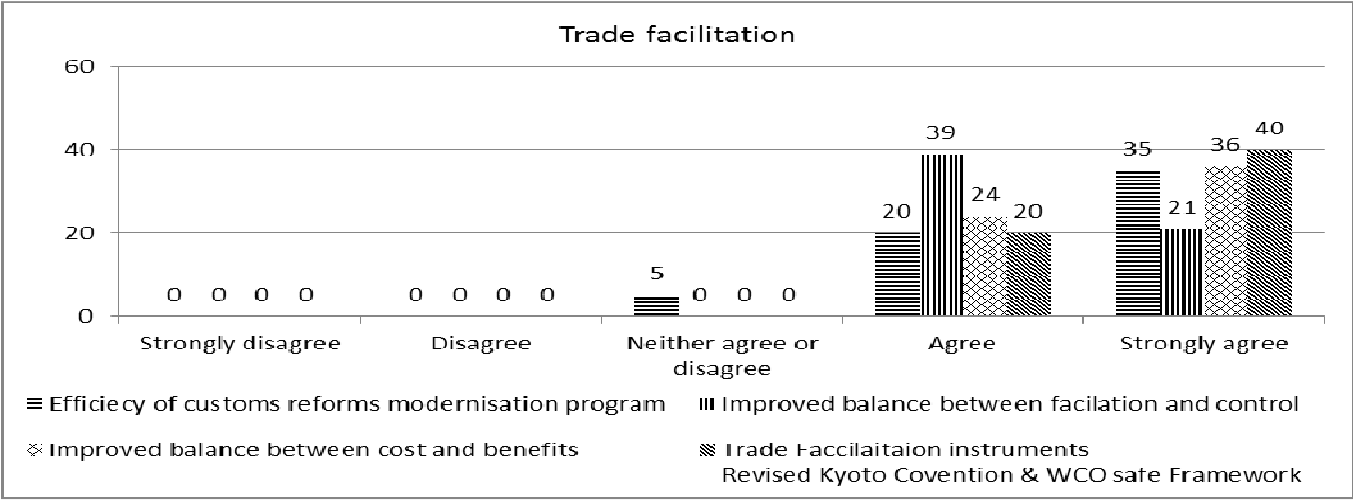 Trade facilitation
60
40
20
0
0 0 0 0
0 0 0 0
5 0 0 0
20 39 24 20
35 21 36 40
Strongly disagree
Disagree
Neither agree or
disagree
Agree
Strongly agree
Efficiecy of customs reforms modernisation program
Improved balance between facilation and control
Improved balance between cost and benefits
Trade Faccilaitaion instruments
Revised Kyoto Covention & WCO safe Framework